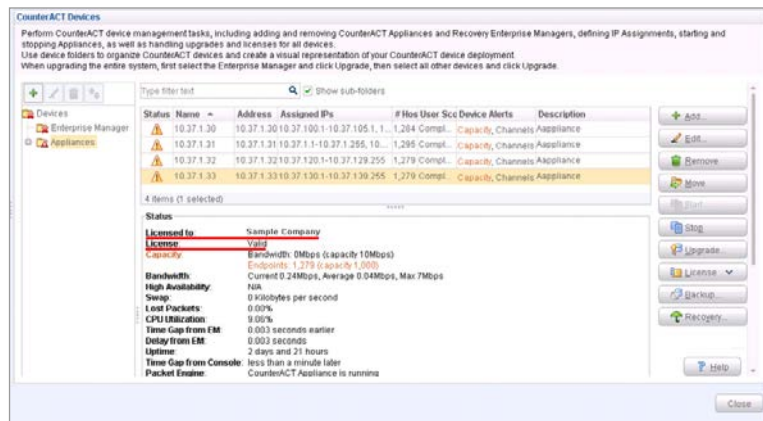 CounterACT Devices
Perform CounterACT device management tasks, including adding and removing CounterACT Appliances and Recovery Enterprise Managers, defining IP Assignments, starting and
stopping Appliances, as well as handling upgrades and licenses for all devices.
Use device folders to organize CounterACT devices and create a visual representation of your CounterACT device deployment.
When upgrading the entire system, first select the Enterprise Manager and click Upgrade, then select all other devices and click Upgrade.
Type filter text Show sub-folders
Devices
Enterprise Manager
Appliances
Status Name Address Assigned IPs # Hos User Sco Device Alerts Description
10.37.1.30 10.37.1.30 10.37.100.1-10.37.105.1, 1... 1,284 Compl... Capacity, Channels Aappliance
10.37.1.31 10.37.1.31 10.37.1.1-10.37.1.255, 10... 1,295 Compl... Capacity, Channels Aappliance
10.37.1.32 10.37.1.32 10.37.120.1-10.37.129.255 1,279 Compl... Capacity, Channels Aappliance
10.37.1.33 10.37.1.33 10.37.130.1-10.37.139.255 1,279 Compl... Capacity, Channels Aappliance
4 items (1 selected)
Status
Licensed to Sample Company
License Valid
Capacity: Bandwidth: 0Mbps (capacity 10Mbps)
Endpoints: 1,279 (capacity 1,000)
Bandwidth: Current 0.24Mbps, Average 0.04Mbps, Max 7Mbps
High Availability: N/A
Swap: 0 Kilobytes per second
Lost Packets: 0.00%
CPU Utilization: 9.06%
Time Gap from EM: 0.003 seconds earlier
Delay from EM: 0.003 seconds
Uptime: 2 days and 21 hours
Time Gap from Console: less than a minute later
Packet Engine: CounterACT Appliance is running
Add...
Edit...
Remove
Move
Start
Stop
Upgrade...
License
Backup...
Recovery...
Help
Close